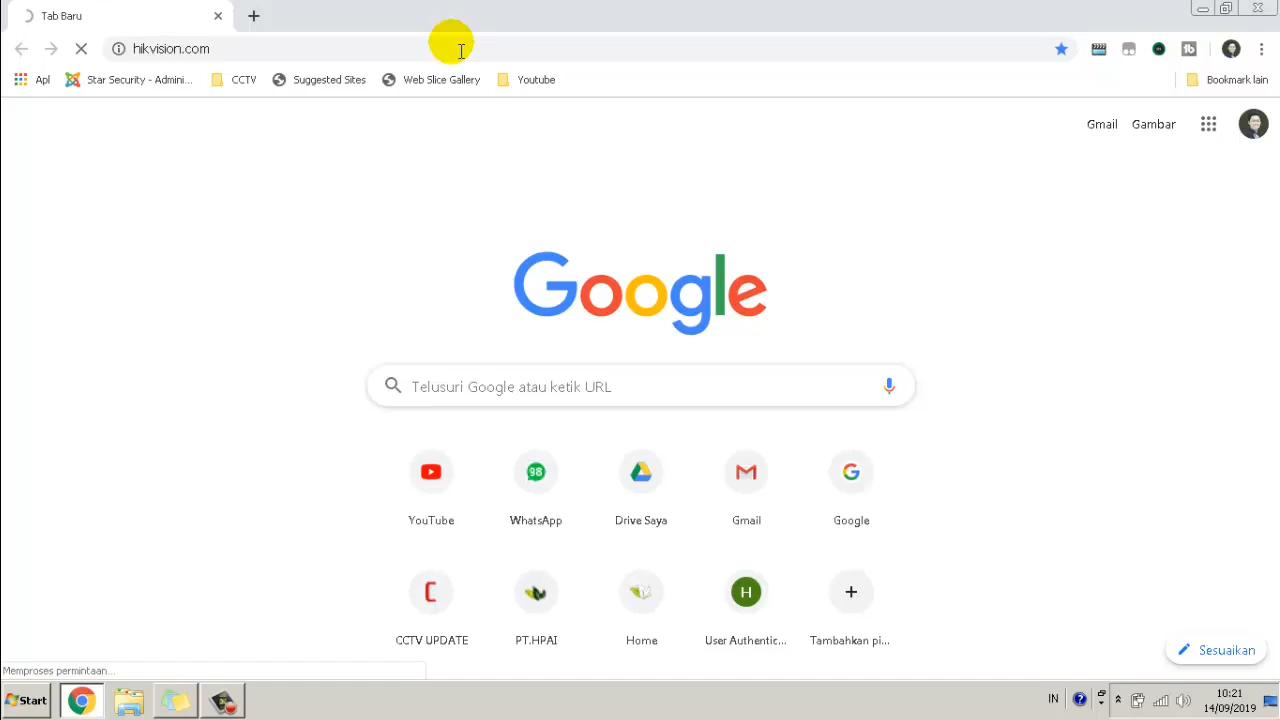 Tab Baru
hikvision.com
Apl
Star Security - Admini...
CCTV
Suggested Sites
Web Slice Gallery
Youtube
Bookmark lain
Gmail
Gambar
Google
Telusuri Google atau ketik URL
98
YouTube
WhatsApp
Drive Saya
Gmail
Google
H
CCTV UPDATE
PT.HPAI
Home
User Authentic...
Tambahkan pi...
Sesuaikan
Memproses permintaan...
Start
IN
10:21
14/09/2019